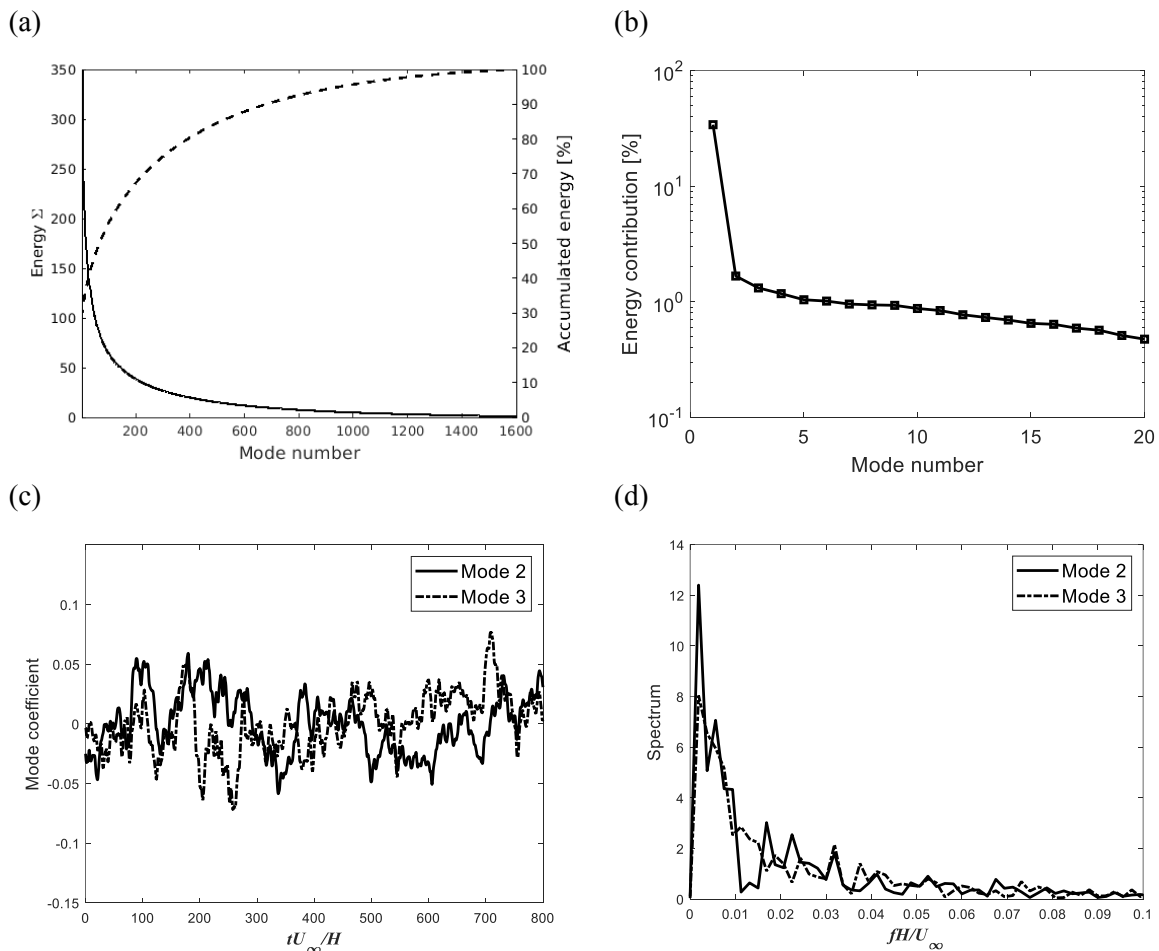 (a)
(b)
350
300
250
200
150
100
50
0
Energy Σ
100
90
80
70
60
50
40
30
20
10
0
Accumulated energy [%]
200 400 600 800 1000 1200 1400 1600
Mode number
10^2
10^1
10^0
10^-1
Energy contribution [%]
0 5 10 15 20
Mode number
(c)
(d)
0.1
0.05
0
-0.05
-0.1
-0.15
Mode coefficient
Mode 2
Mode 3
0 100 200 300 400 500 600 700 800
tU∞/H
14
12
10
8
6
4
2
0
Spectrum
Mode 2
Mode 3
0 0.01 0.02 0.03 0.04 0.05 0.06 0.07 0.08 0.09 0.1
fH/U∞